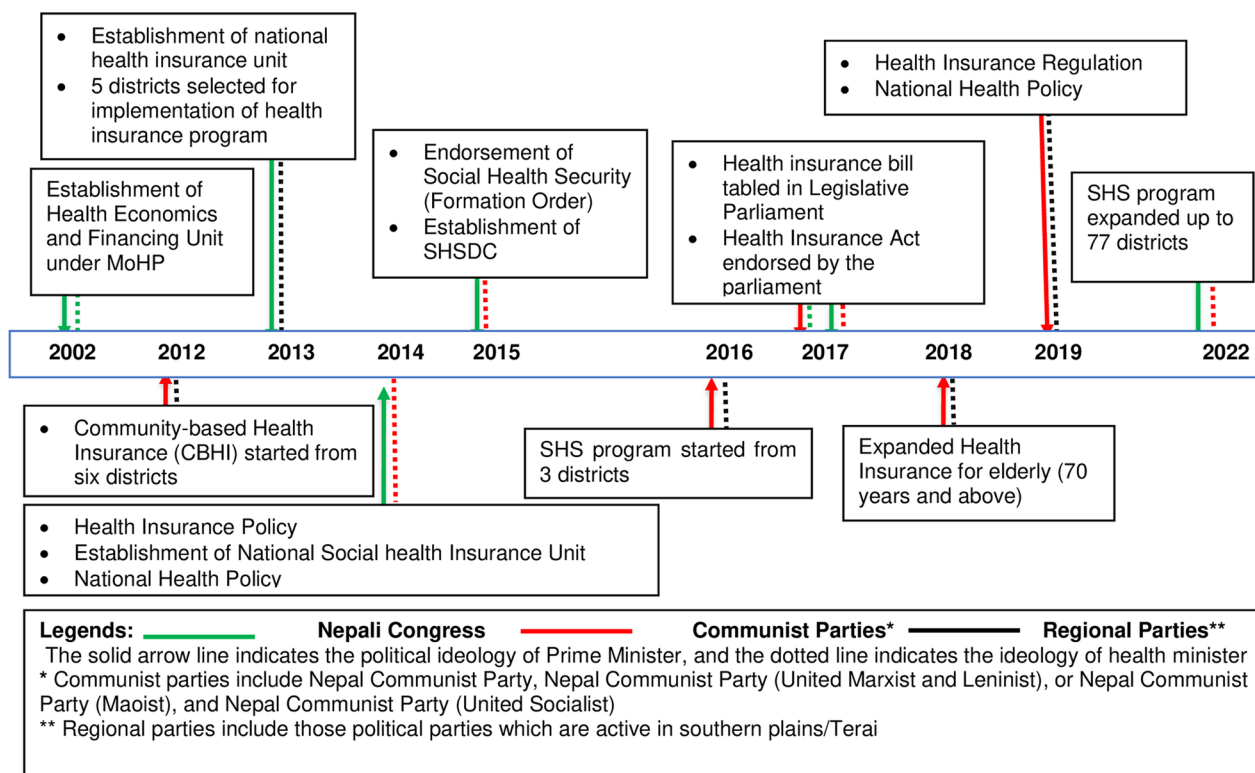 • Establishment of national
health insurance unit
• 5 districts selected for
implementation of health
insurance program
Establishment of
Health Economics
and Financing Unit
under MoHP
• Endorsement of
Social Health Security
(Formation Order)
• Establishment of
SHSDC
• Health insurance bill
tabled in Legislative
Parliament
• Health Insurance Act
endorsed by the
parliament
• Health Insurance Regulation
• National Health Policy
SHS program
expanded up to
77 districts
2002 2012 2013 2014 2015 2016 2017 2018 2019 2022
• Community-based Health
Insurance (CBHI) started from
six districts
• Health Insurance Policy
• Establishment of National Social health Insurance Unit
• National Health Policy
SHS program started from
3 districts
Expanded Health
Insurance for elderly (70
years and above)
Legends: Nepali Congress Communist Parties* Regional Parties**
The solid arrow line indicates the political ideology of Prime Minister, and the dotted line indicates the ideology of health minister
* Communist parties include Nepal Communist Party, Nepal Communist Party (United Marxist and Leninist), or Nepal Communist
Party (Maoist), and Nepal Communist Party (United Socialist)
** Regional parties include those political parties which are active in southern plains/Terai